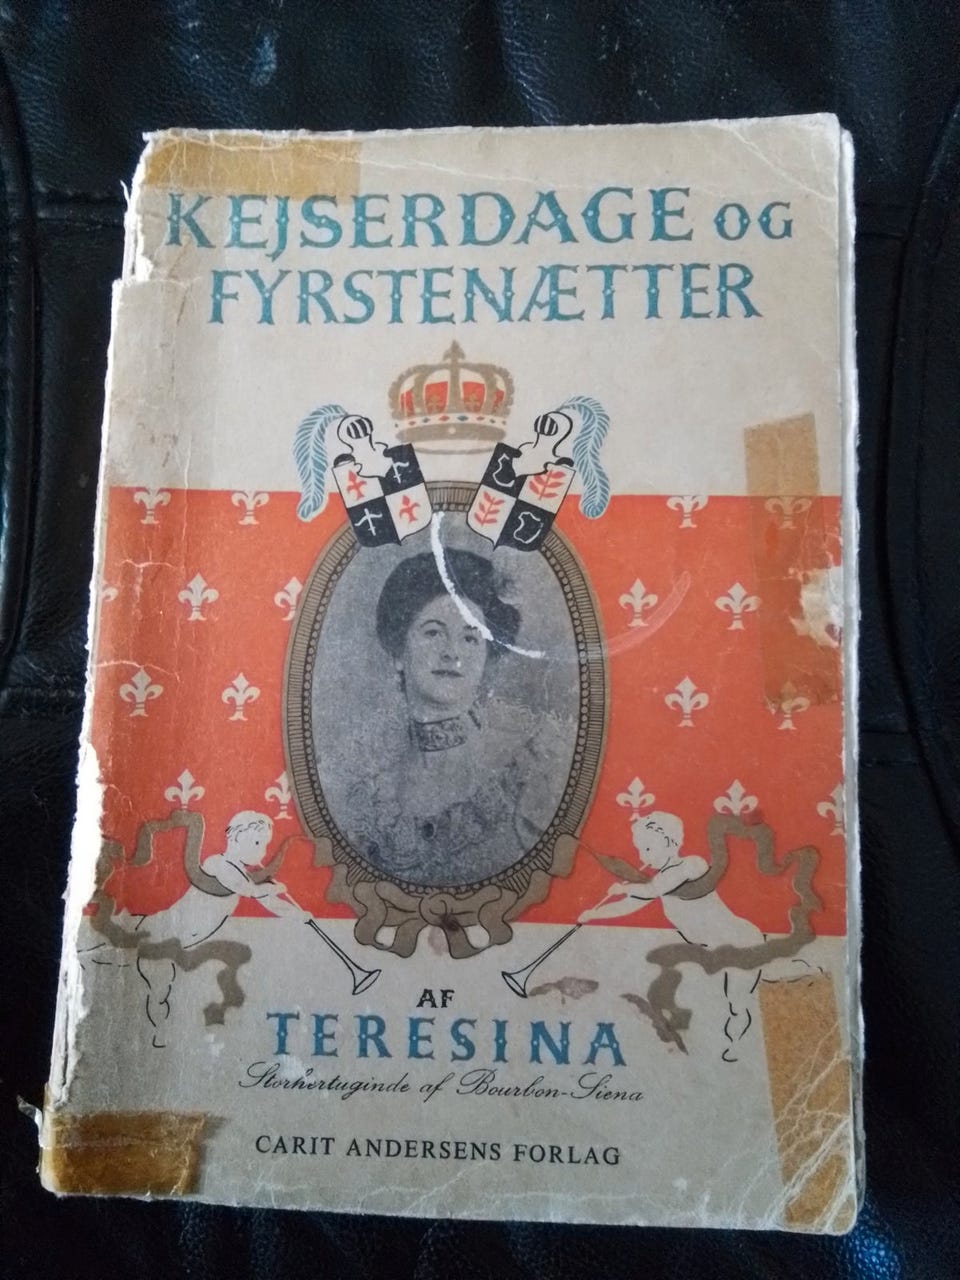 KEJSERDAGE OG
FYRSTENÆTTER
AF
TERESINA
Storhertuginde af Bourbon-Siena
CARIT ANDERSENS FORLAG